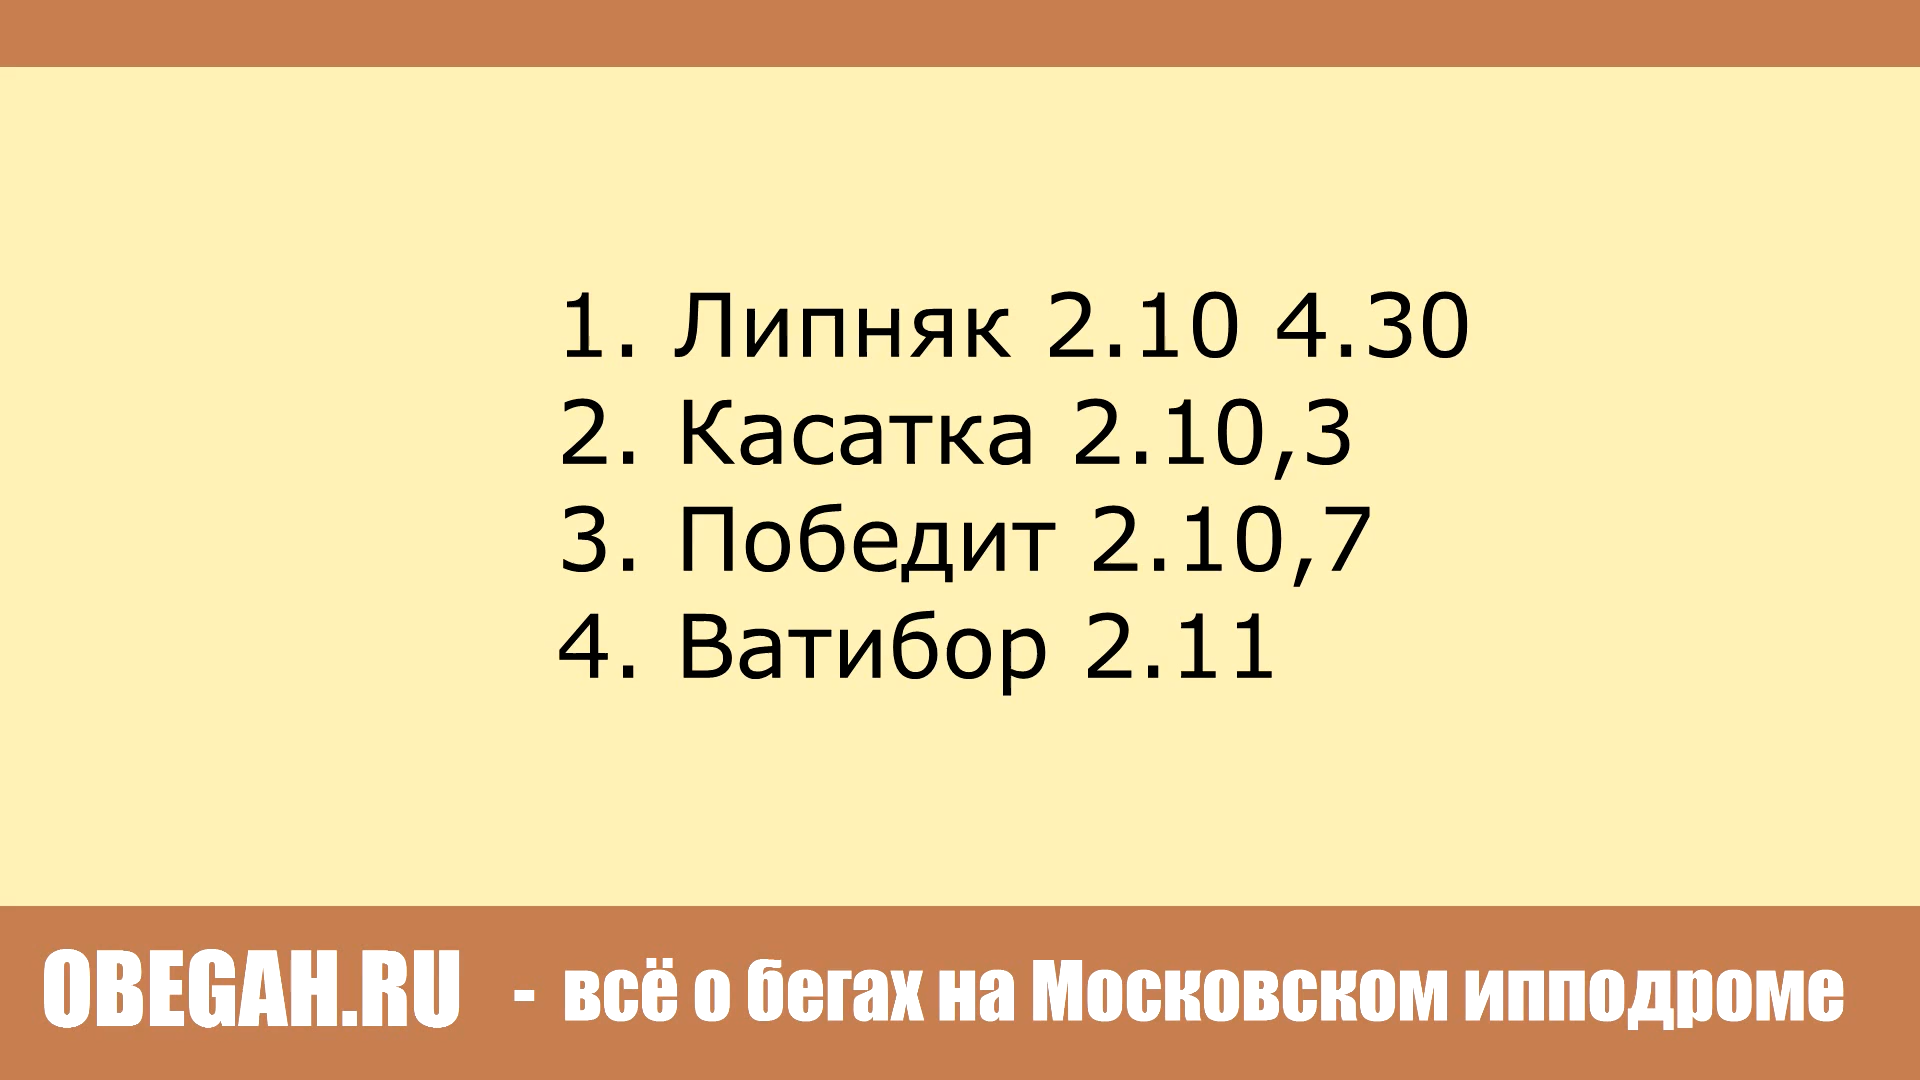 1. Липняк 2.10 4.30
2. Касатка 2.10,3
3. Победит 2.10,7
4. Ватибор 2.11
OBEGAH.RU - всё о бегах на Московском ипподроме